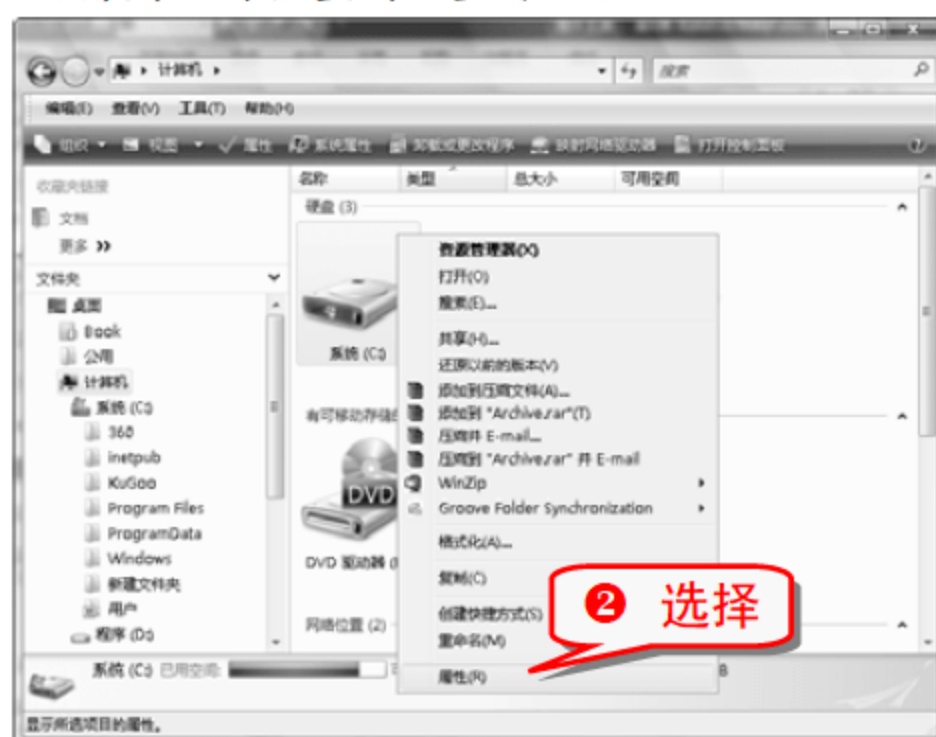 计算机
搜索
编辑(E) 查看(V) 工具(T) 帮助(H)
组织 视图 属性 系统属性 卸载或更改程序 映射网络驱动器 打开控制面板
收藏夹链接
文档
更多 »
文件夹
桌面
Book
公用
计算机
系统 (C:)
360
inetpub
KuGoo
Program Files
ProgramData
Windows
新建文件夹
用户
程序 (D:)
名称 类型 总大小 可用空间
硬盘 (3)
系统 (C:)
有可移动存储的
DVD
DVD 驱动器
网络位置 (2)
资源管理器(X)
打开(O)
搜索(E)...
共享(H)...
还原以前的版本(V)
添加到压缩文件(A)...
添加到 "Archive.rar"(T)
压缩并 E-mail...
压缩到 "Archive.rar" 并 E-mail
WinZip
Groove Folder Synchronization
格式化(A)...
复制(C)
创建快捷方式(S)
重命名(M)
属性(R)
❷ 选择
系统 (C:) 已用空间:
B
显示所选项目的属性。